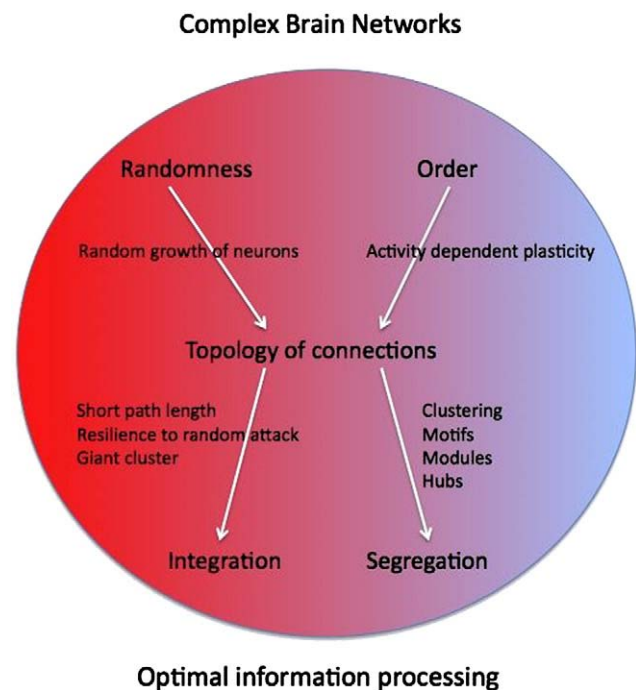 Complex Brain Networks
Randomness
Order
Random growth of neurons
Activity dependent plasticity
Topology of connections
Short path length
Resilience to random attack
Giant cluster
Clustering
Motifs
Modules
Hubs
Integration
Segregation
Optimal information processing